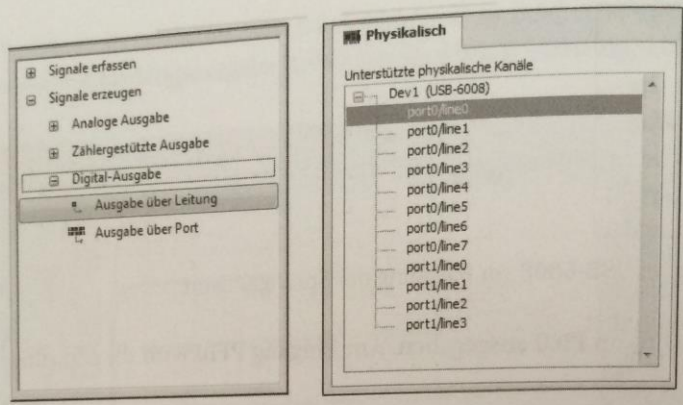 Signale erfassen
Signale erzeugen
Analoge Ausgabe
Zählergestützte Ausgabe
Digital-Ausgabe
Ausgabe über Leitung
Ausgabe über Port
Physikalisch
Unterstützte physikalische Kanäle
Dev1 (USB-6008)
port0/line0
port0/line1
port0/line2
port0/line3
port0/line4
port0/line5
port0/line6
port0/line7
port1/line0
port1/line1
port1/line2
port1/line3